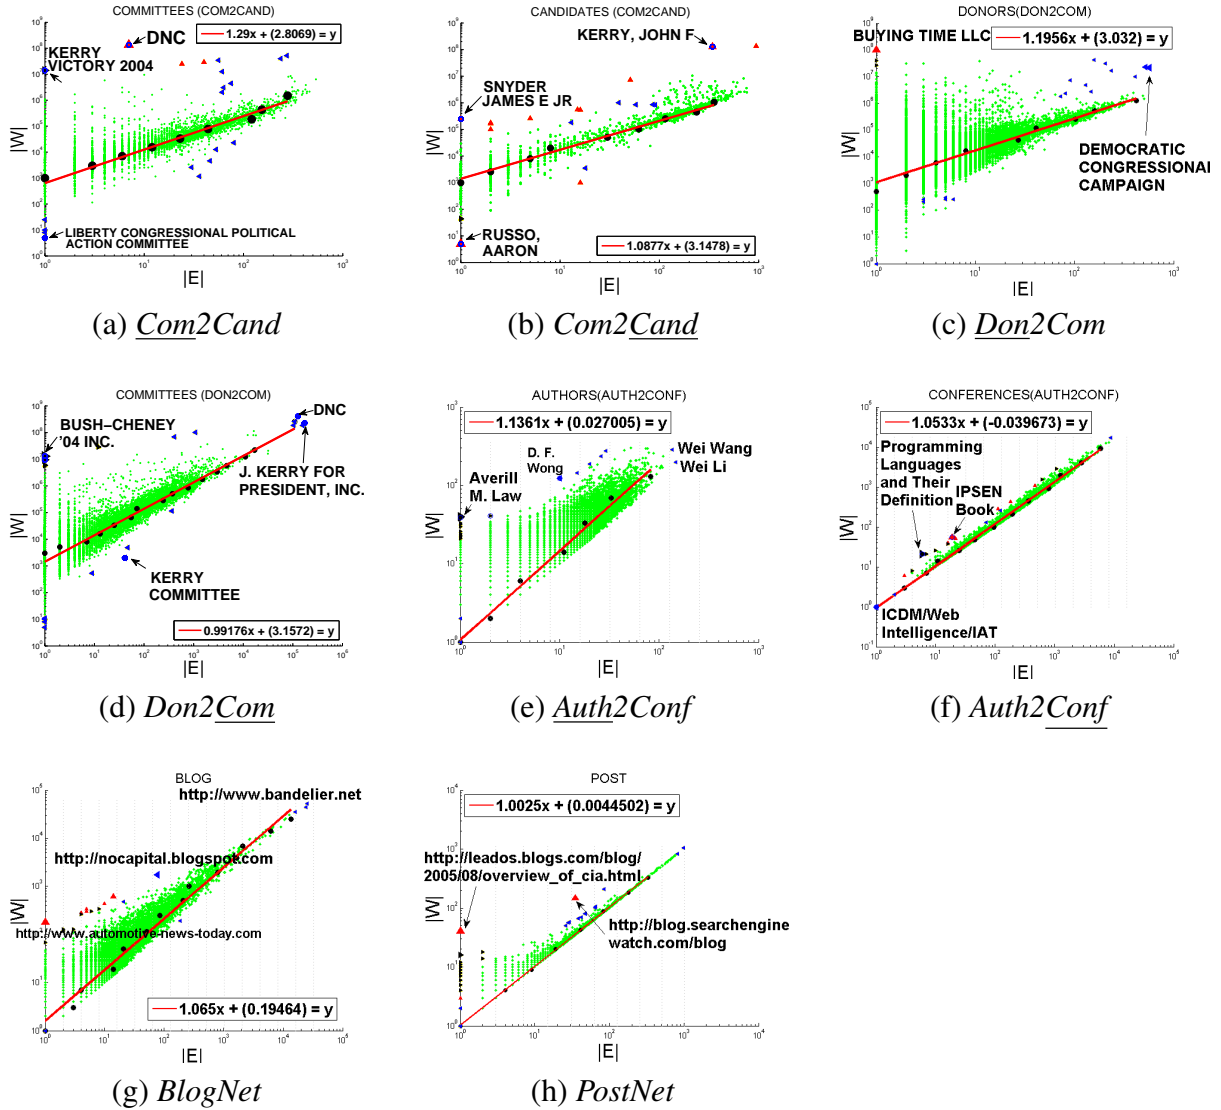 COMMITTEES (COM2CAND)
1.29x + (2.8069) = y
DNC
KERRY
VICTORY 2004
LIBERTY CONGRESSIONAL POLITICAL
ACTION COMMITTEE
|W|
|E|
(a) Com2Cand
CANDIDATES (COM2CAND)
KERRY, JOHN F
SNYDER
JAMES E JR
RUSSO,
AARON
1.0877x + (3.1478) = y
|W|
|E|
(b) Com2Cand
DONORS(DON2COM)
BUYING TIME LLC
1.1956x + (3.032) = y
DEMOCRATIC
CONGRESSIONAL
CAMPAIGN
|W|
|E|
(c) Don2Com
COMMITTEES (DON2COM)
DNC
BUSH-CHENEY
'04 INC.
J. KERRY FOR
PRESIDENT, INC.
KERRY
COMMITTEE
0.99176x + (3.1572) = y
|W|
|E|
(d) Don2Com
AUTHORS(AUTH2CONF)
1.1361x + (0.027005) = y
D. F.
Wong
Wei Wang
Wei Li
Averill
M. Law
|W|
|E|
(e) Auth2Conf
CONFERENCES(AUTH2CONF)
1.0533x + (-0.039673) = y
Programming
Languages
and Their
Definition
IPSEN
Book
ICDM/Web
Intelligence/IAT
|W|
|E|
(f) Auth2Conf
BLOG
http://www.bandelier.net
http://nocapital.blogspot.com
http://www.automotive-news-today.com
1.065x + (0.19464) = y
|W|
|E|
(g) BlogNet
POST
1.0025x + (0.0044502) = y
http://leados.blogs.com/blog/
2005/08/overview_of_cia.html
http://blog.searchengine
watch.com/blog
|W|
|E|
(h) PostNet